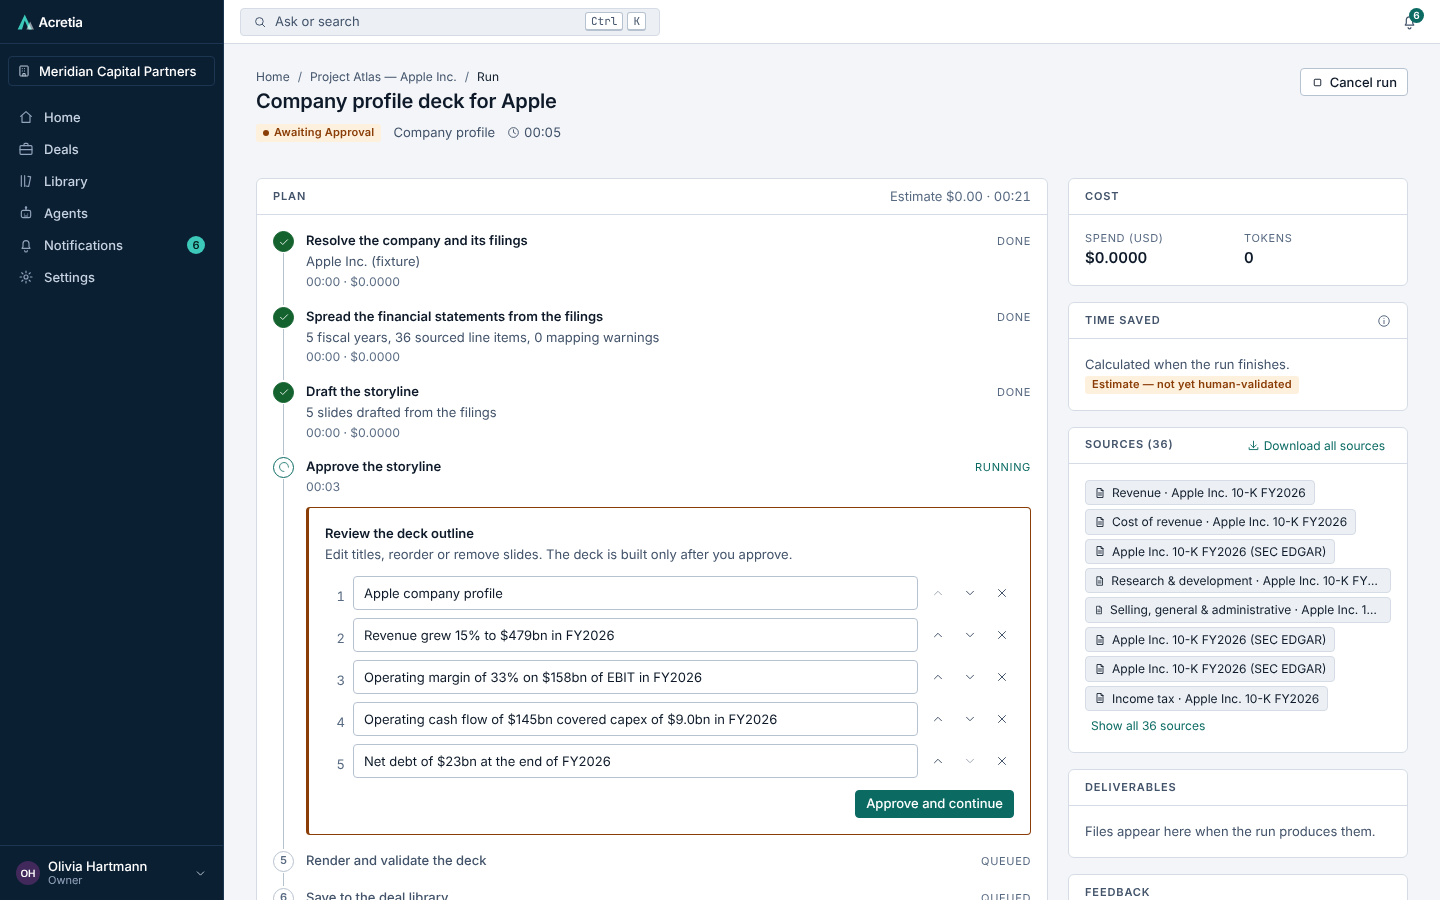 Acretia
Ask or search
Ctrl K
6
Meridian Capital Partners
Home
Deals
Library
Agents
Notifications 6
Settings
OH
Olivia Hartmann
Owner
Home / Project Atlas — Apple Inc. / Run
Company profile deck for Apple
Awaiting Approval Company profile 00:05
Cancel run
PLAN
Estimate $0.00 · 00:21
Resolve the company and its filings
DONE
Apple Inc. (fixture)
00:00 · $0.0000
Spread the financial statements from the filings
DONE
5 fiscal years, 36 sourced line items, 0 mapping warnings
00:00 · $0.0000
Draft the storyline
DONE
5 slides drafted from the filings
00:00 · $0.0000
Approve the storyline
RUNNING
00:03
Review the deck outline
Edit titles, reorder or remove slides. The deck is built only after you approve.
1 Apple company profile
2 Revenue grew 15% to $479bn in FY2026
3 Operating margin of 33% on $158bn of EBIT in FY2026
4 Operating cash flow of $145bn covered capex of $9.0bn in FY2026
5 Net debt of $23bn at the end of FY2026
Approve and continue
5 Render and validate the deck
QUEUED
6 Save to the deal library
QUEUED
COST
SPEND (USD) TOKENS
$0.0000 0
TIME SAVED
Calculated when the run finishes.
Estimate — not yet human-validated
SOURCES (36)
Download all sources
Revenue · Apple Inc. 10-K FY2026
Cost of revenue · Apple Inc. 10-K FY2026
Apple Inc. 10-K FY2026 (SEC EDGAR)
Research & development · Apple Inc. 10-K FY...
Selling, general & administrative · Apple Inc. 1...
Apple Inc. 10-K FY2026 (SEC EDGAR)
Apple Inc. 10-K FY2026 (SEC EDGAR)
Income tax · Apple Inc. 10-K FY2026
Show all 36 sources
DELIVERABLES
Files appear here when the run produces them.
FEEDBACK